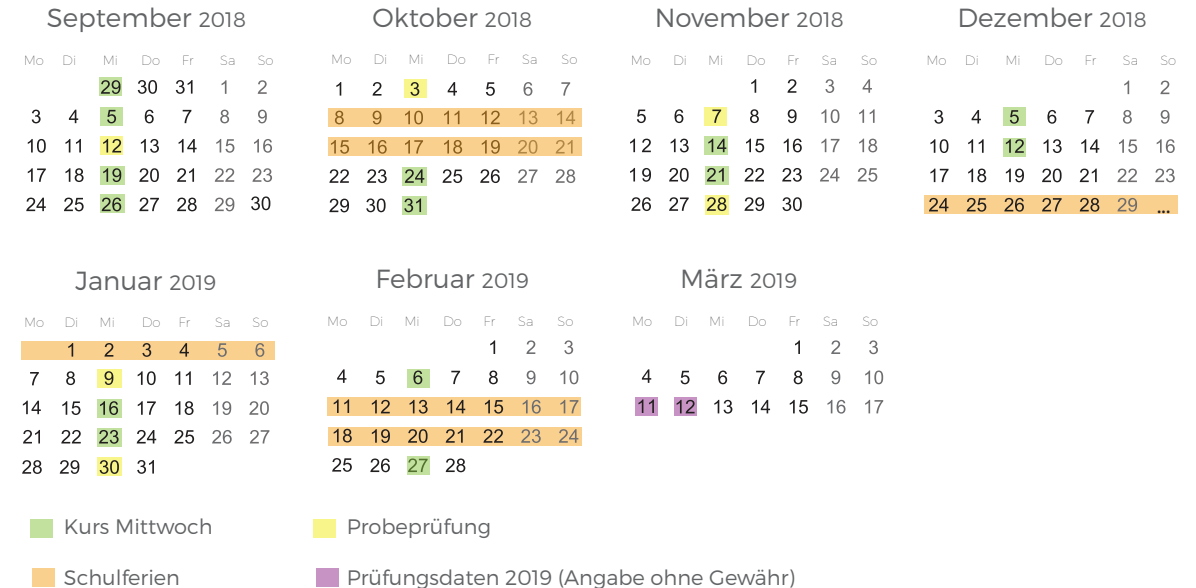 September 2018
Mo Di Mi Do Fr Sa So
29 30 31 1 2
3 4 5 6 7 8 9
10 11 12 13 14 15 16
17 18 19 20 21 22 23
24 25 26 27 28 29 30
Oktober 2018
Mo Di Mi Do Fr Sa So
1 2 3 4 5 6 7
8 9 10 11 12 13 14
15 16 17 18 19 20 21
22 23 24 25 26 27 28
29 30 31
November 2018
Mo Di Mi Do Fr Sa So
1 2 3 4
5 6 7 8 9 10 11
12 13 14 15 16 17 18
19 20 21 22 23 24 25
26 27 28 29 30
Dezember 2018
Mo Di Mi Do Fr Sa So
1 2
3 4 5 6 7 8 9
10 11 12 13 14 15 16
17 18 19 20 21 22 23
24 25 26 27 28 29 ...
Januar 2019
Mo Di Mi Do Fr Sa So
1 2 3 4 5 6
7 8 9 10 11 12 13
14 15 16 17 18 19 20
21 22 23 24 25 26 27
28 29 30 31
Februar 2019
Mo Di Mi Do Fr Sa So
1 2 3
4 5 6 7 8 9 10
11 12 13 14 15 16 17
18 19 20 21 22 23 24
25 26 27 28
März 2019
Mo Di Mi Do Fr Sa So
1 2 3
4 5 6 7 8 9 10
11 12 13 14 15 16 17
Kurs Mittwoch
Probeprüfung
Schulferien
Prüfungsdaten 2019 (Angabe ohne Gewähr)